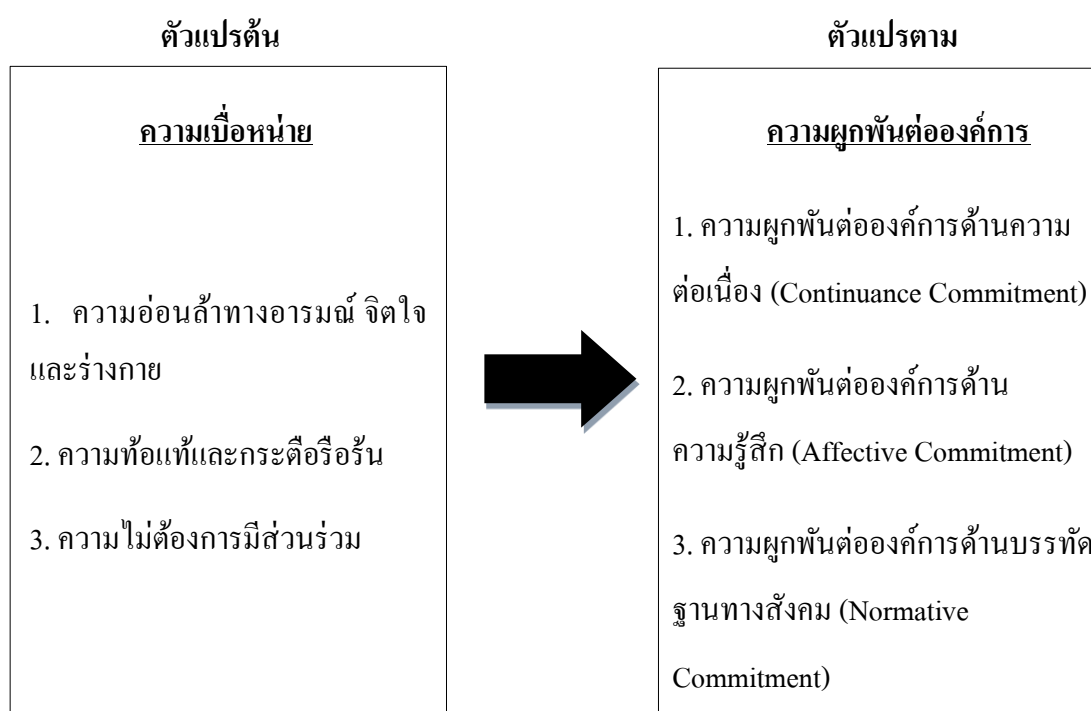 ตัวแปรต้น
ความเบื่อหน่าย
1. ความอ่อนล้าทางอารมณ์ จิตใจ
และร่างกาย
2. ความท้อแท้และกระตือรือร้น
3. ความไม่ต้องการมีส่วนร่วม
ตัวแปรตาม
ความผูกพันต่อองค์การ
1. ความผูกพันต่อองค์การด้านความ
ต่อเนื่อง (Continuance Commitment)
2. ความผูกพันต่อองค์การด้าน
ความรู้สึก (Affective Commitment)
3. ความผูกพันต่อองค์การด้านบรรทัด
ฐานทางสังคม (Normative
Commitment)